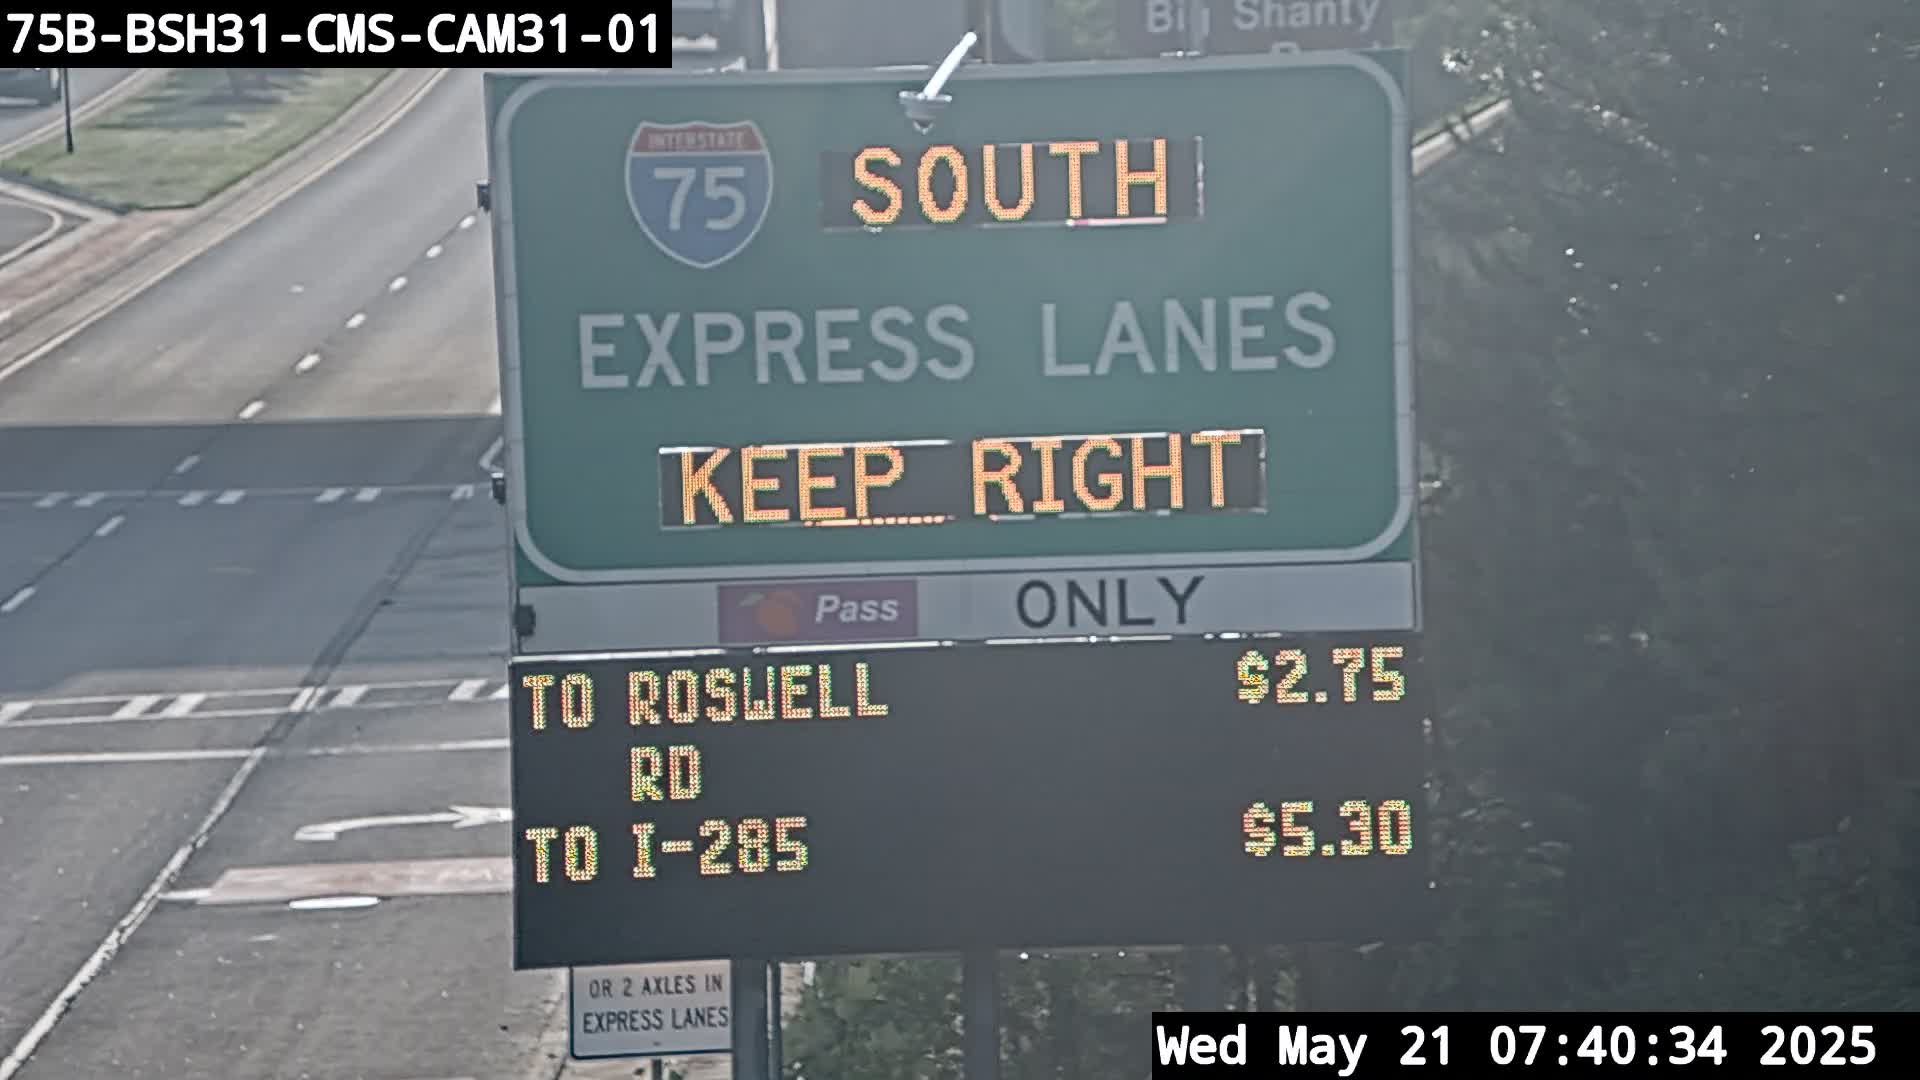 75B-BSH31-CMS-CAM31-01
Big Shanty
INTERSTATE
75
SOUTH
EXPRESS LANES
KEEP RIGHT
Pass ONLY
TO ROSWELL $2.75
RD
TO I-285 $5.30
OR 2 AXLES IN
EXPRESS LANES
Wed May 21 07:40:34 2025